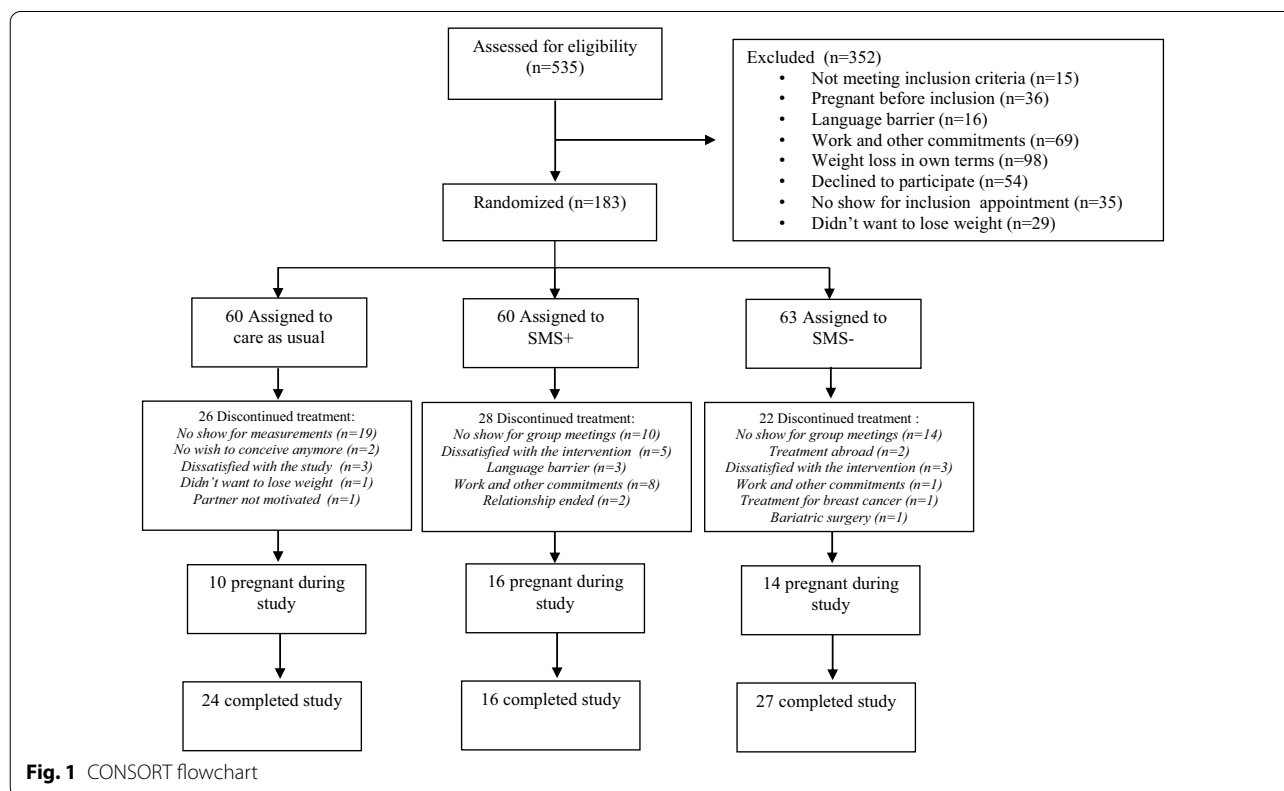 Assessed for eligibility
(n=535)
Excluded (n=352)
• Not meeting inclusion criteria (n=15)
• Pregnant before inclusion (n=36)
• Language barrier (n=16)
• Work and other commitments (n=69)
• Weight loss in own terms (n=98)
• Declined to participate (n=54)
• No show for inclusion appointment (n=35)
• Didn't want to lose weight (n=29)
Randomized (n=183)
60 Assigned to
care as usual
60 Assigned to
SMS+
63 Assigned to
SMS-
26 Discontinued treatment:
No show for measurements (n=19)
No wish to conceive anymore (n=2)
Dissatisfied with the study (n=3)
Didn't want to lose weight (n=1)
Partner not motivated (n=1)
28 Discontinued treatment:
No show for group meetings (n=10)
Dissatisfied with the intervention (n=5)
Language barrier (n=3)
Work and other commitments (n=8)
Relationship ended (n=2)
22 Discontinued treatment :
No show for group meetings (n=14)
Treatment abroad (n=2)
Dissatisfied with the intervention (n=3)
Work and other commitments (n=1)
Treatment for breast cancer (n=1)
Bariatric surgery (n=1)
10 pregnant during
study
16 pregnant during
study
14 pregnant during
study
24 completed study
16 completed study
27 completed study
Fig. 1 CONSORT flowchart